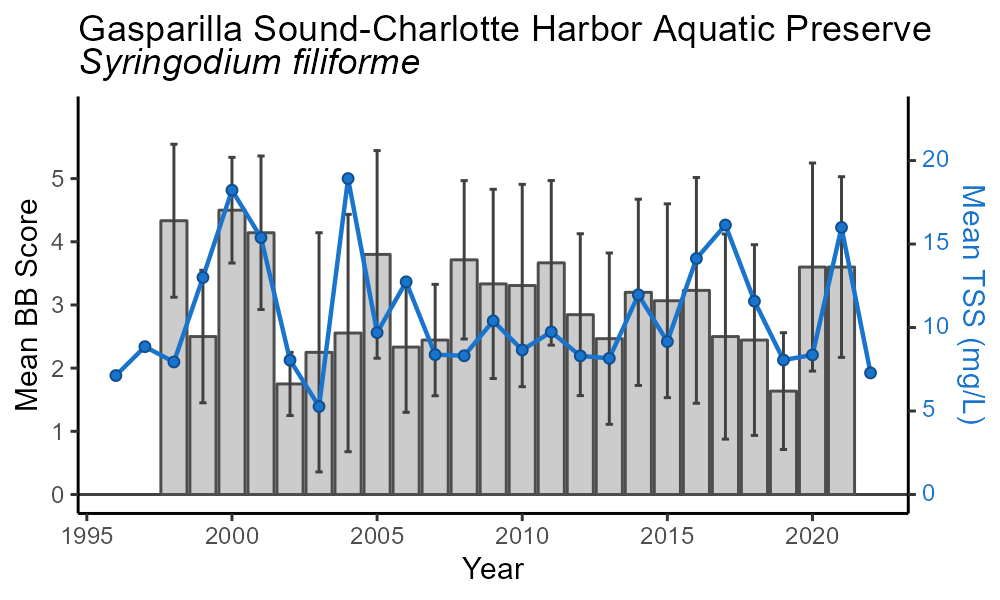 Gasparilla Sound-Charlotte Harbor Aquatic Preserve
Syringodium filiforme
Mean BB Score
5
4
3
2
1
0
20
15
10
5
0
Mean TSS (mg/L)
1995 2000 2005 2010 2015 2020
Year